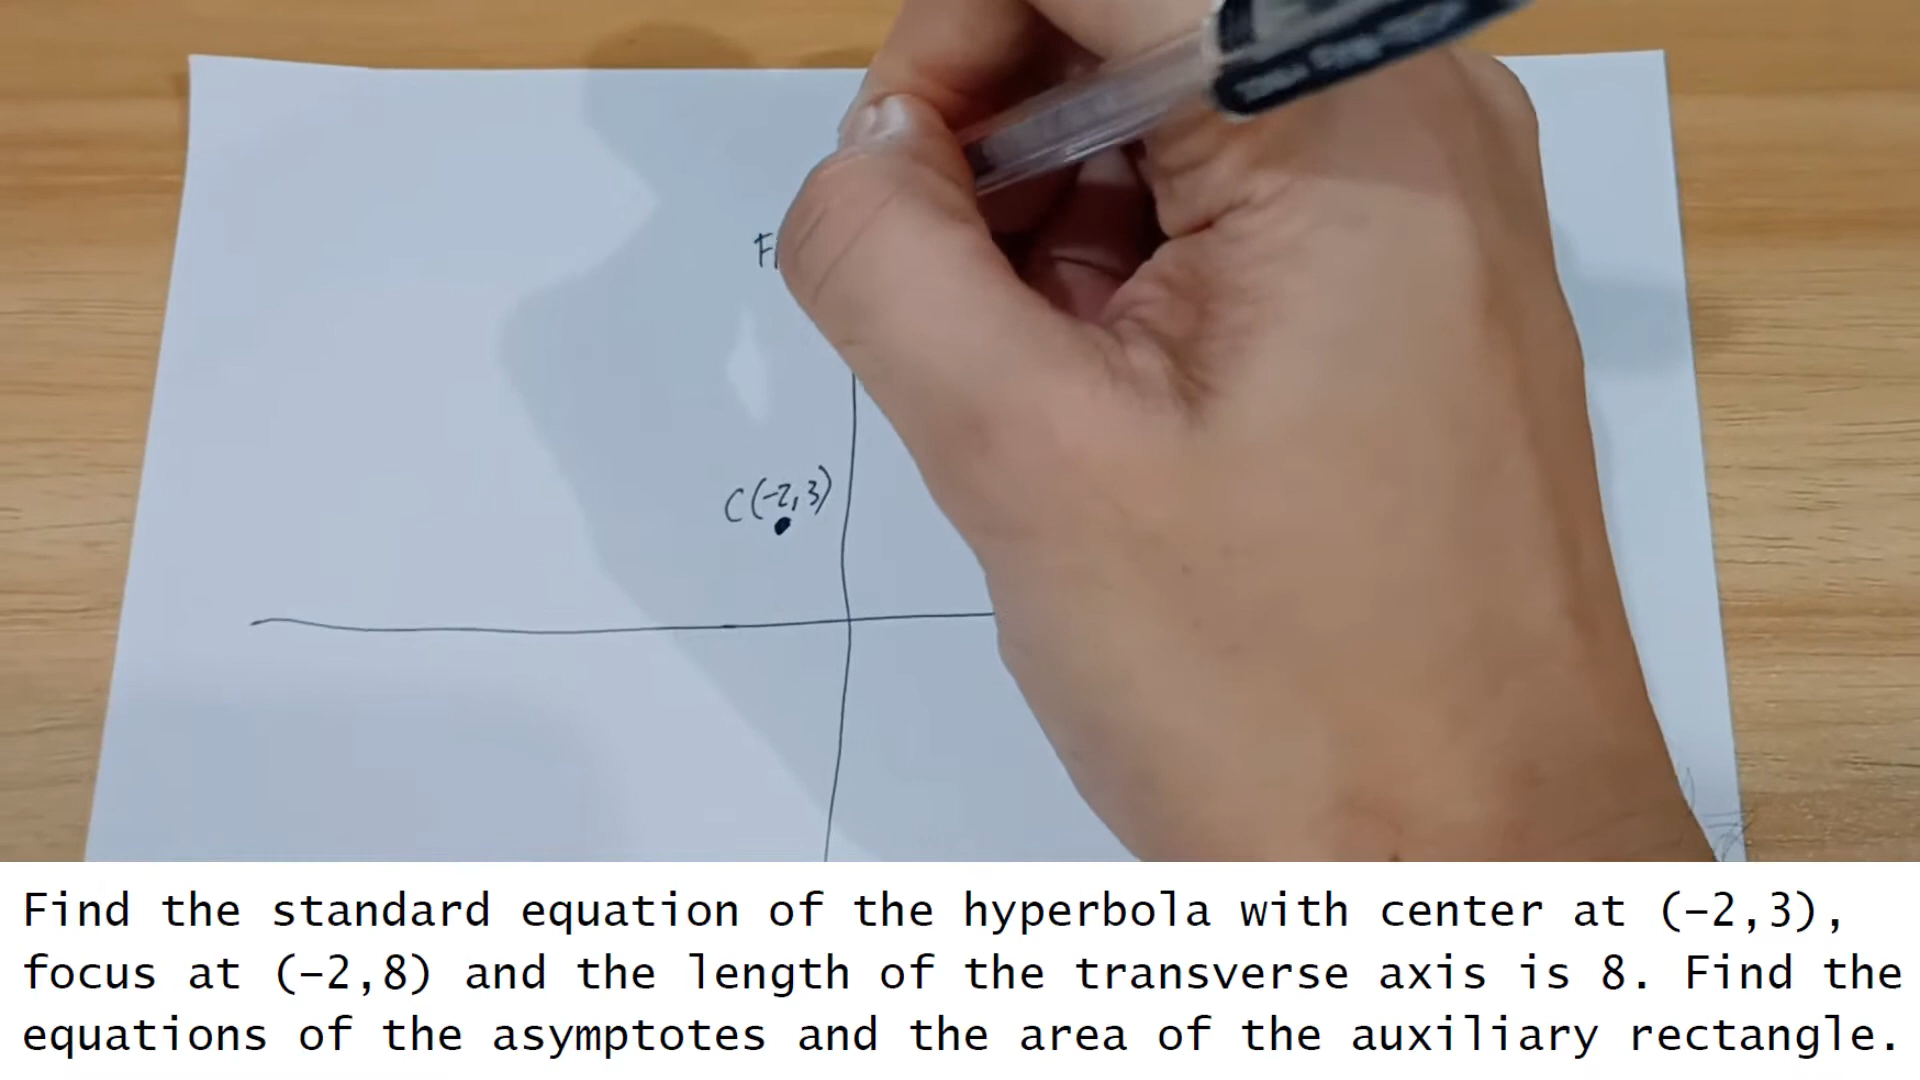 F
C(-2,3)
Find the standard equation of the hyperbola with center at (−2,3),
focus at (−2,8) and the length of the transverse axis is 8. Find the
equations of the asymptotes and the area of the auxiliary rectangle.